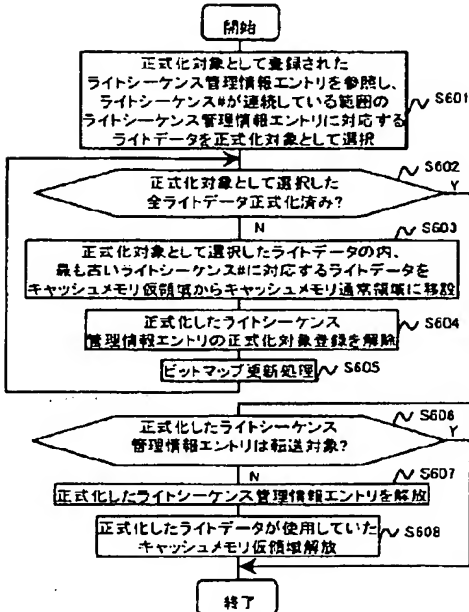 開始
正式化対象として登録された
ライトシーケンス管理情報エントリを参照し、
ライトシーケンス#が連続している範囲の
ライトシーケンス管理情報エントリに対応する
ライトデータを正式化対象として選択
S601
S602
正式化対象として選択した
全ライトデータ正式化済み?
Y
N
S603
正式化対象として選択したライトデータの内、
最も古いライトシーケンス#に対応するライトデータを
キャッシュメモリ仮領域からキャッシュメモリ通常領域に移設
S604
正式化したライトシーケンス
管理情報エントリの正式化対象登録を解除
S605
ビットマップ更新処理
S606
正式化したライトシーケンス
管理情報エントリは転送対象?
Y
N
S607
正式化したライトシーケンス管理情報エントリを解放
正式化したライトデータが使用していた
キャッシュメモリ仮領域解放
S608
終了